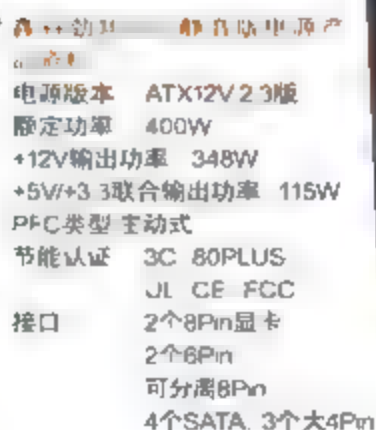 电源版本 ATX12V 2.3版
额定功率 400W
+12V输出功率 348W
+5V/+3.3联合输出功率 115W
PFC类型 主动式
节能认证 3C 80PLUS
UL CE FCC
接口 2个8Pin显卡
2个6Pin
可分离8Pin
4个SATA, 3个大4Pin